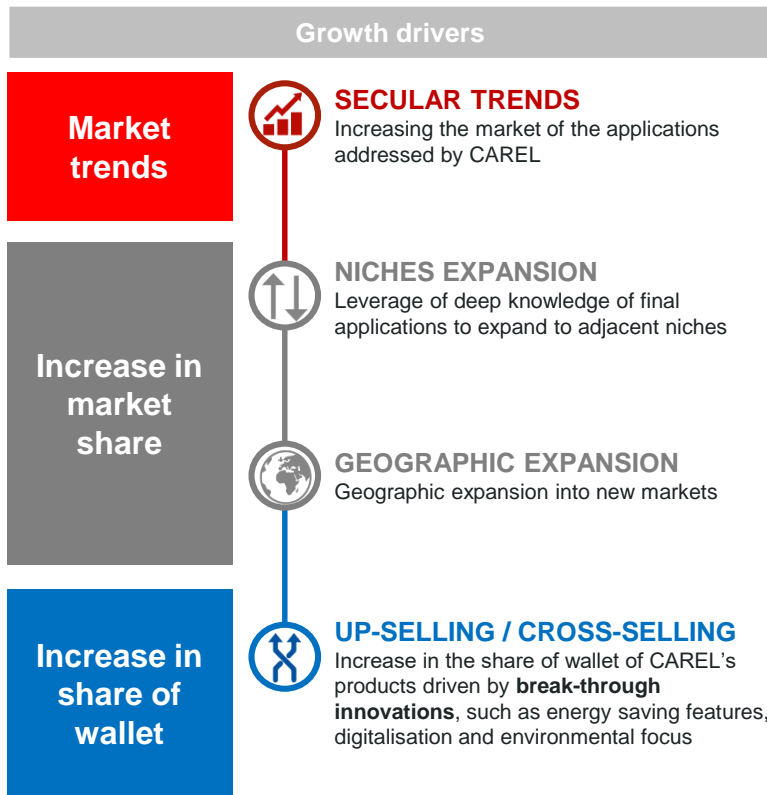 Growth drivers
Market
trends
SECULAR TRENDS
Increasing the market of the applications
addressed by CAREL
Increase in
market
share
NICHES EXPANSION
Leverage of deep knowledge of final
applications to expand to adjacent niches
GEOGRAPHIC EXPANSION
Geographic expansion into new markets
Increase in
share of
wallet
UP-SELLING / CROSS-SELLING
Increase in the share of wallet of CAREL’s
products driven by break-through
innovations, such as energy saving features,
digitalisation and environmental focus